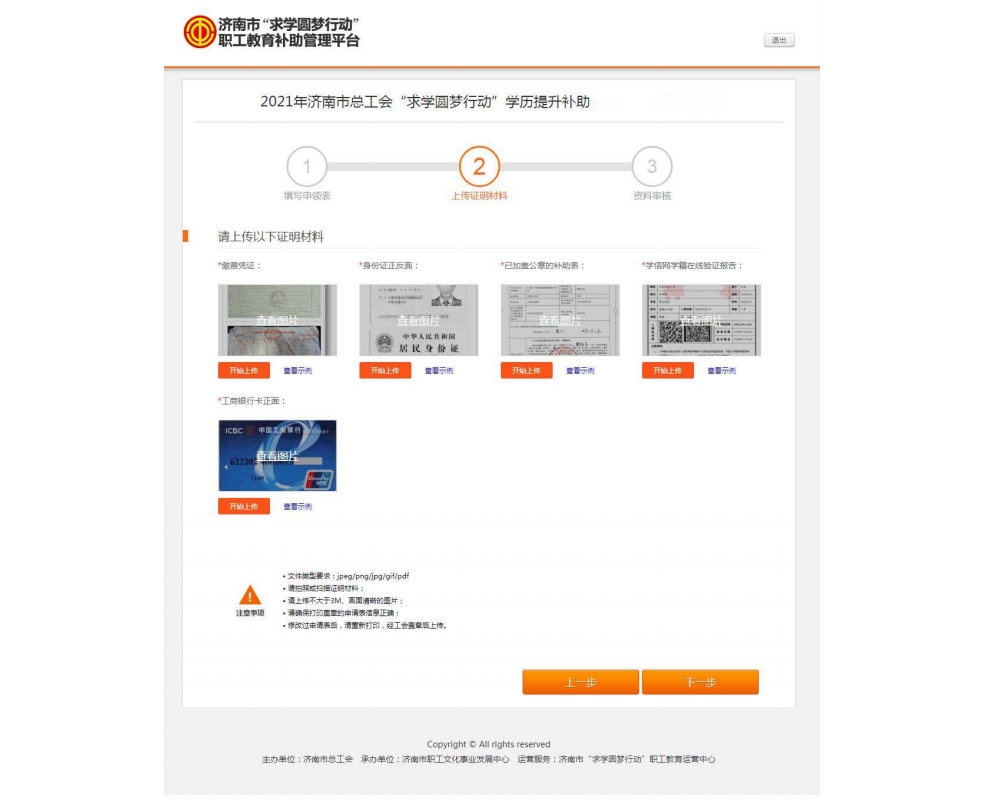 济南市“求学圆梦行动”
职工教育补助管理平台
退出
2021年济南市总工会“求学圆梦行动”学历提升补助
1 2 3
填写申领表 上传证明材料 资料审核
请上传以下证明材料
*缴费凭证： *身份证正反面： *已加盖公章的补助表： *学信网学籍在线验证报告：
查看图片 查看图片 查看图片 查看图片
中华人民共和国
居民身份证
开始上传 查看示例 开始上传 查看示例 开始上传 查看示例 开始上传 查看示例
*工商银行卡正面：
ICBC 中国工商银行
查看图片
开始上传 查看示例
注意事项
• 文件类型要求：jpeg/png/jpg/gif/pdf
• 请拍照或扫描证明材料；
• 请上传不大于3M、画面清晰的图片；
• 请确保打印盖章的申请表信息正确；
• 修改过申请表后，请重新打印，经工会盖章后上传。
上一步 下一步
Copyright © All rights reserved
主办单位：济南市总工会 承办单位：济南市职工文化事业发展中心 运营服务：济南市“求学圆梦行动”职工教育运营中心